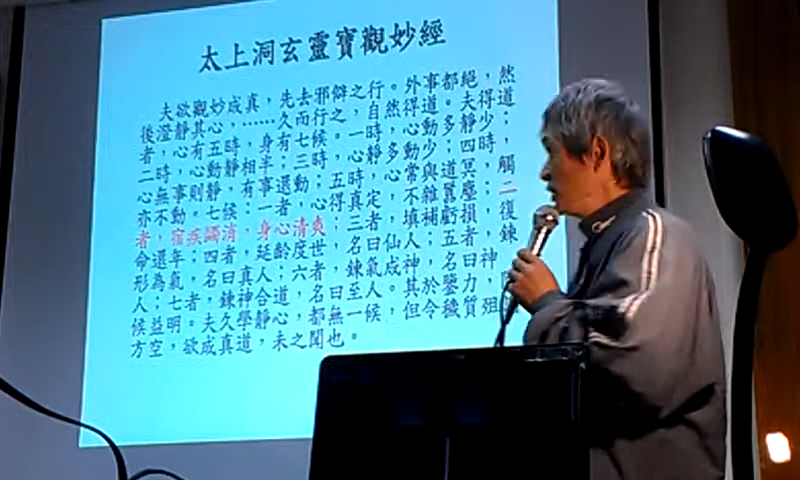 太上洞玄靈寶觀妙經
夫欲觀妙成真，先去邪僻之行。外事都絕，然
後澄靜其心，……久而行之，自然得道。夫得道
者，心有五時，身有七候。一時，心動多靜少；
二時，心動靜相半；三時，心靜多動少；四時，
心無事則靜，有事還動；五時，心常與道冥，觸
亦不動。七候：一者，心得真定，不雜囂塵；二
者，宿疾蠲消，身心清爽；三者，填補虧損，復
命還年；四者，延齡度世，名曰仙人；五者，鍊
形為氣，名曰真人；六者，鍊氣成神，名曰神
人；七者，鍊神合道，名曰至人。其於鑒力，
候益明。夫久學靜心，都無一候，但令穢質殂
方空，欲成真道，未之聞也。